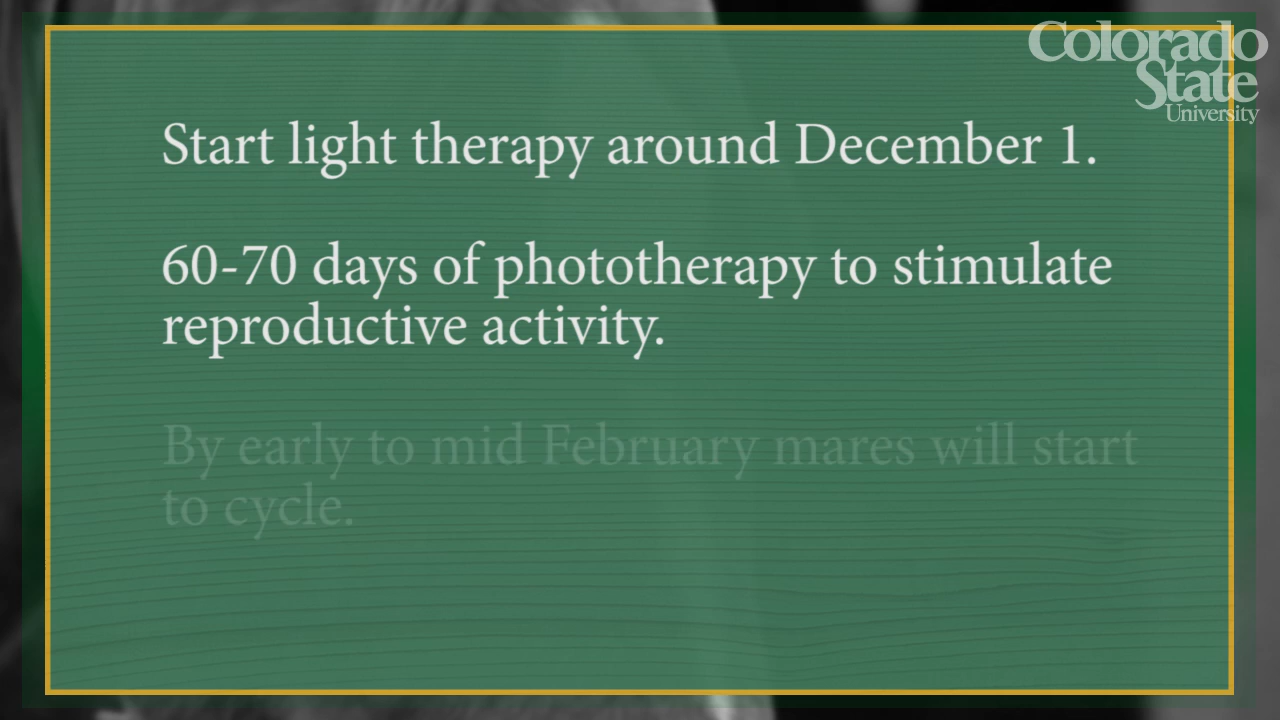 Colorado
State
University
Start light therapy around December 1.
60-70 days of phototherapy to stimulate
reproductive activity.
By early to mid February mares will start
to cycle.